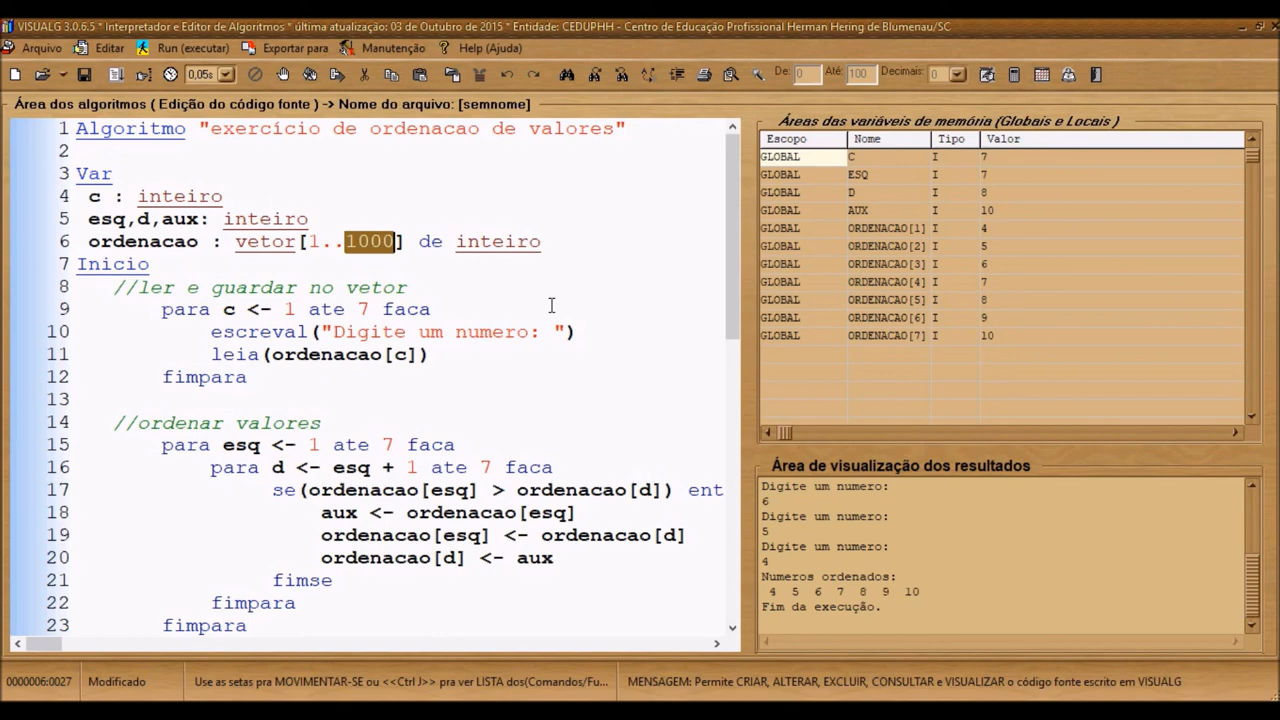 VISUALG 3.0.6.5 * Interpretador e Editor de Algoritmos * última atualização: 03 de Outubro de 2015 * Entidade: CEDUPHH - Centro de Educação Profissional Herman Hering de Blumenau/SC
Arquivo Editar Run (executar) Exportar para Manutenção Help (Ajuda)
0,05s De: 0 Até: 100 Decimais: 0
Área dos algoritmos ( Edição do código fonte ) -> Nome do arquivo: [semnome]
1 Algoritmo "exercício de ordenacao de valores"
2
3 Var
4 c : inteiro
5 esq,d,aux: inteiro
6 ordenacao : vetor[1..1000] de inteiro
7 Inicio
8 //ler e guardar no vetor
9 para c <- 1 ate 7 faca
10 escreval("Digite um numero: ")
11 leia(ordenacao[c])
12 fimpara
13
14 //ordenar valores
15 para esq <- 1 ate 7 faca
16 para d <- esq + 1 ate 7 faca
17 se(ordenacao[esq] > ordenacao[d]) ent
18 aux <- ordenacao[esq]
19 ordenacao[esq] <- ordenacao[d]
20 ordenacao[d] <- aux
21 fimse
22 fimpara
23 fimpara
Áreas das variáveis de memória (Globais e Locais )
Escopo Nome Tipo Valor
GLOBAL C I 7
GLOBAL ESQ I 7
GLOBAL D I 8
GLOBAL AUX I 10
GLOBAL ORDENACAO[1] I 4
GLOBAL ORDENACAO[2] I 5
GLOBAL ORDENACAO[3] I 6
GLOBAL ORDENACAO[4] I 7
GLOBAL ORDENACAO[5] I 8
GLOBAL ORDENACAO[6] I 9
GLOBAL ORDENACAO[7] I 10
Área de visualização dos resultados
Digite um numero:
6
Digite um numero:
5
Digite um numero:
4
Numeros ordenados:
4 5 6 7 8 9 10
Fim da execução.
0000006:0027 Modificado Use as setas pra MOVIMENTAR-SE ou <<Ctrl J>> pra ver LISTA dos(Comandos/Fu... MENSAGEM: Permite CRIAR, ALTERAR, EXCLUIR, CONSULTAR e VISUALIZAR o código fonte escrito em VISUALG